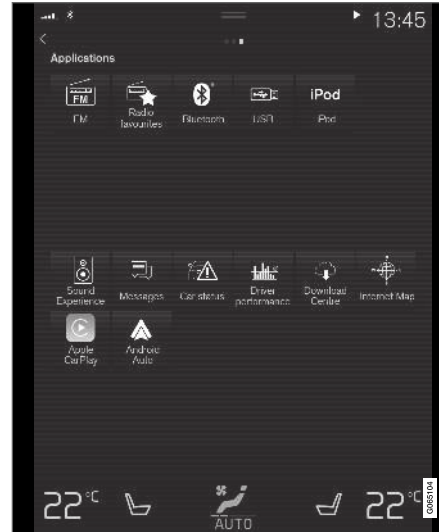 13:45
Applications
FM
iPod
FM
Radio
favourites
Bluetooth
USB
iPod
Sound
Experience
Messages
Car status
Driver
performance
Download
Centre
Internet Map
Apple
CarPlay
Android
Auto
22°C
22°C
AUTO
G065104